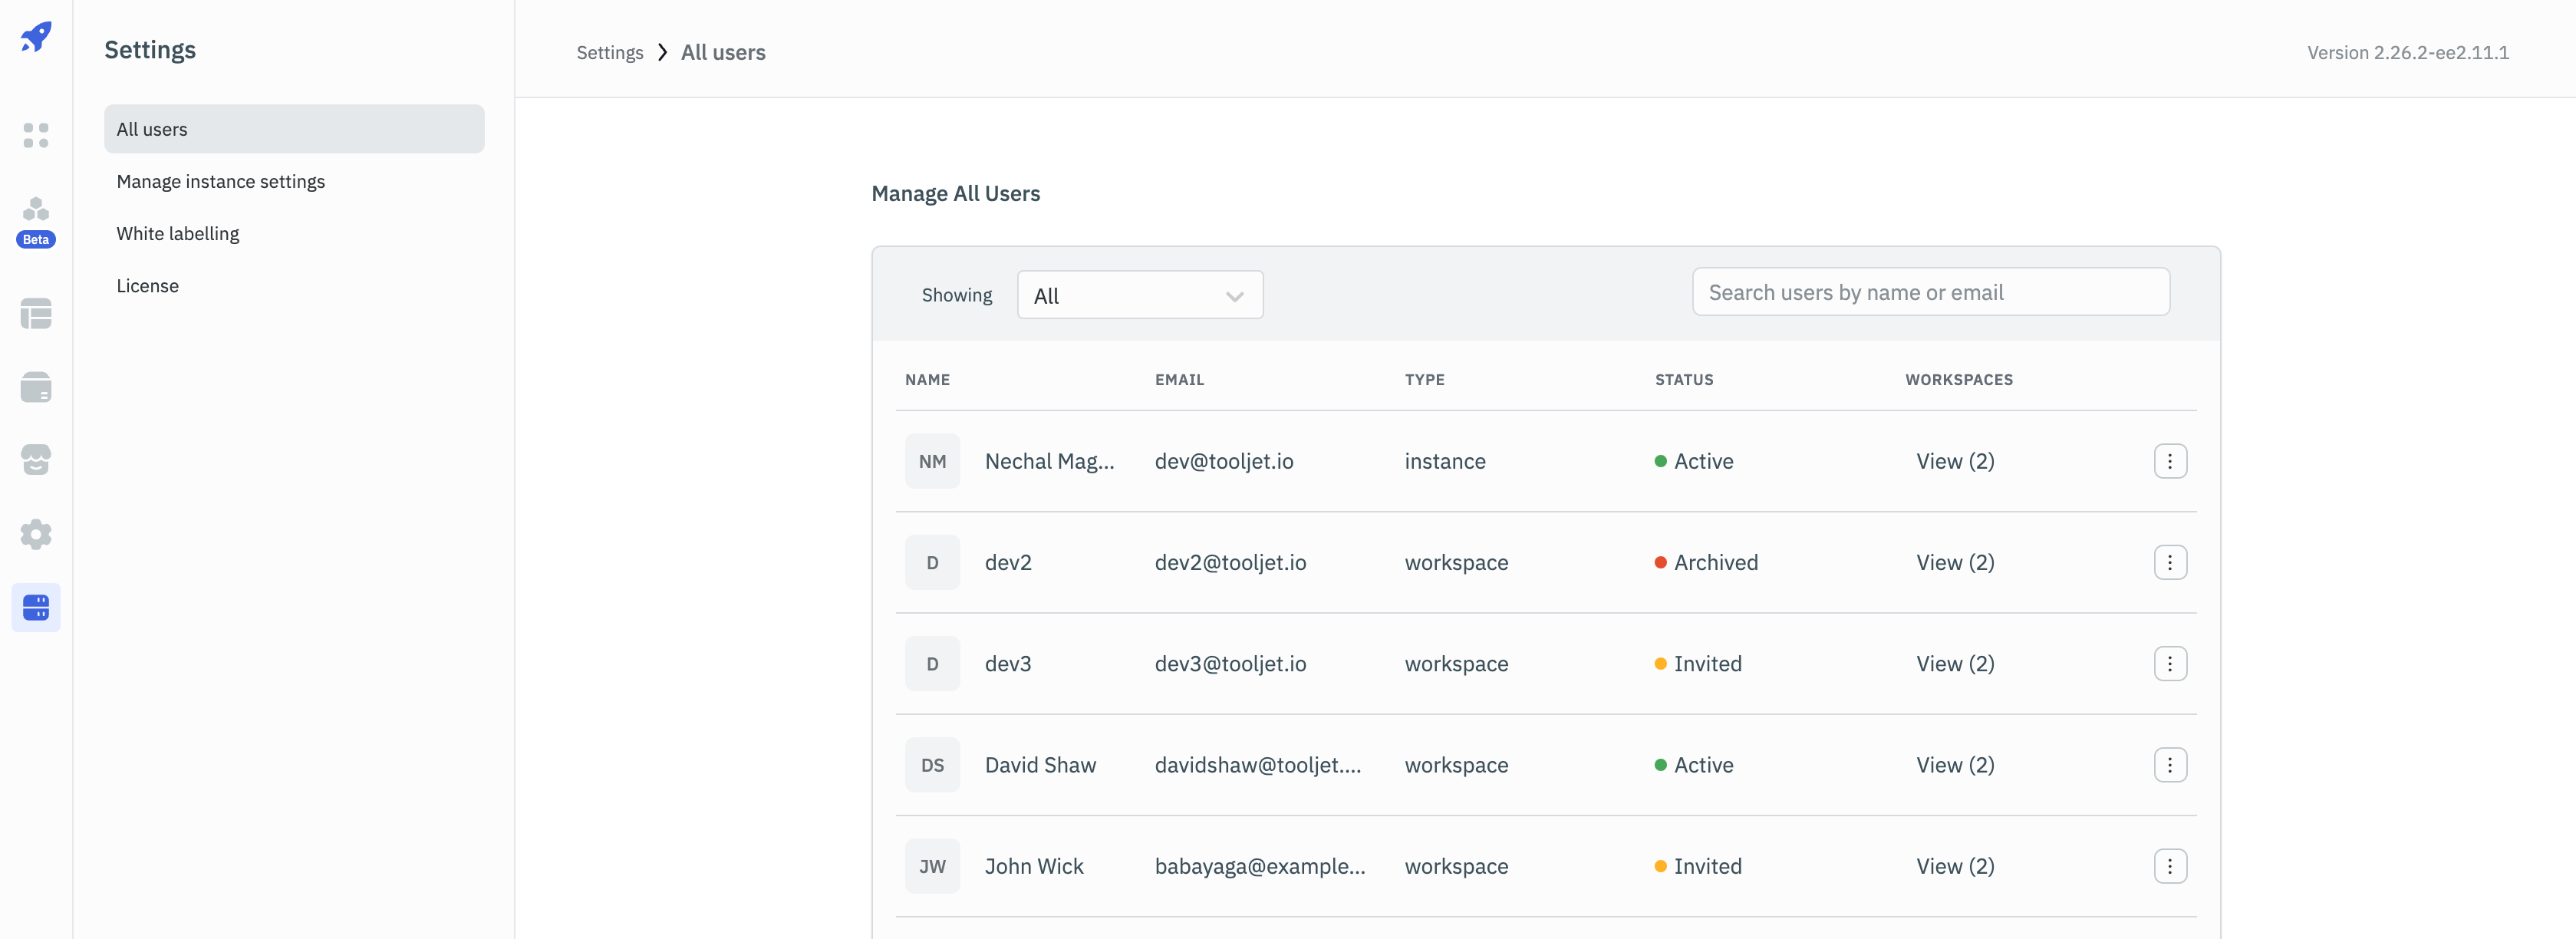 Settings
All users
Manage instance settings
White labelling
License
Beta
Settings All users
Version 2.26.2-ee2.11.1
Manage All Users
Showing All Search users by name or email
NAME EMAIL TYPE STATUS WORKSPACES
NM Nechal Mag... dev@tooljet.io instance Active View (2)
D dev2 dev2@tooljet.io workspace Archived View (2)
D dev3 dev3@tooljet.io workspace Invited View (2)
DS David Shaw davidshaw@tooljet.... workspace Active View (2)
JW John Wick babayaga@example... workspace Invited View (2)